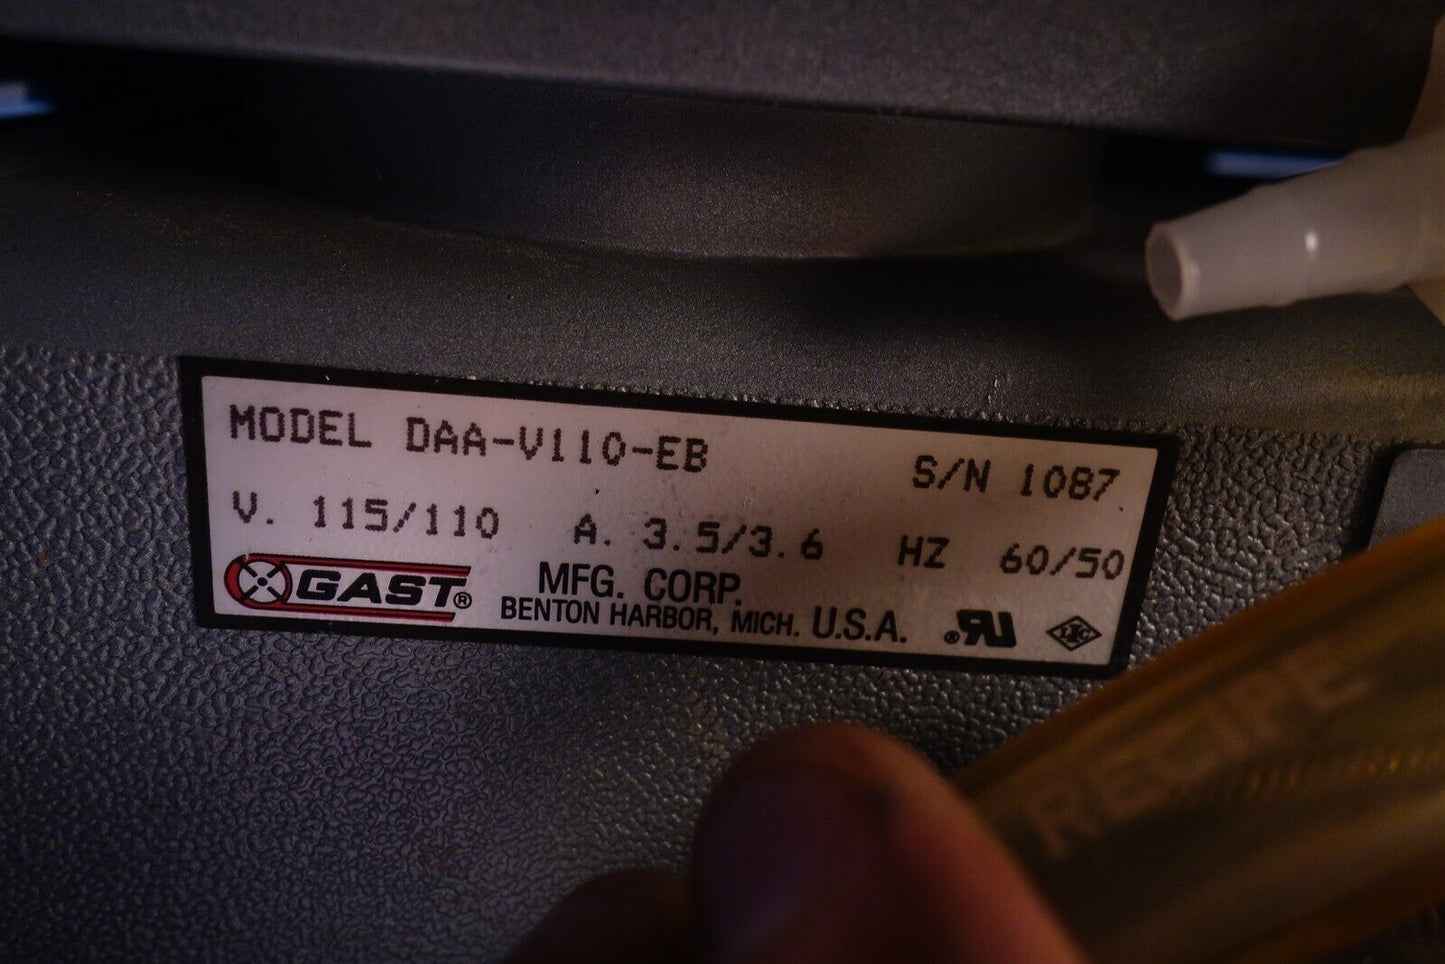 MODEL DAA-V110-EB S/N 1087
V. 115/110 A. 3.5/3.6 HZ 60/50
GAST® MFG. CORP.
BENTON HARBOR, MICH. U.S.A.